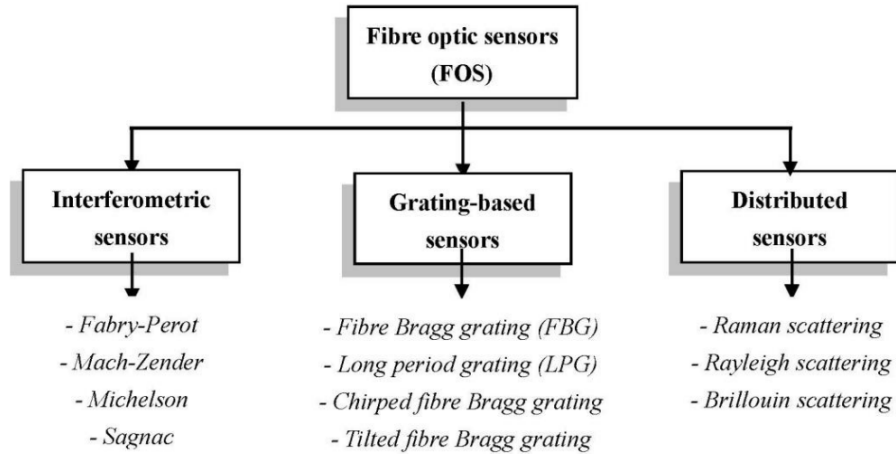 Fibre optic sensors
(FOS)
Interferometric
sensors
Grating-based
sensors
Distributed
sensors
- Fabry-Perot
- Mach-Zender
- Michelson
- Sagnac
- Fibre Bragg grating (FBG)
- Long period grating (LPG)
- Chirped fibre Bragg grating
- Tilted fibre Bragg grating
- Raman scattering
- Rayleigh scattering
- Brillouin scattering